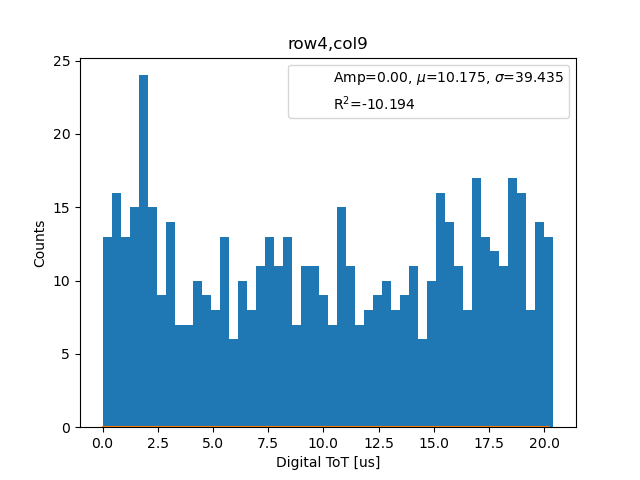 row4,col9
Amp=0.00, μ=10.175, σ=39.435
R²=-10.194
25
20
15
10
5
0
Counts
0.0 2.5 5.0 7.5 10.0 12.5 15.0 17.5 20.0
Digital ToT [us]